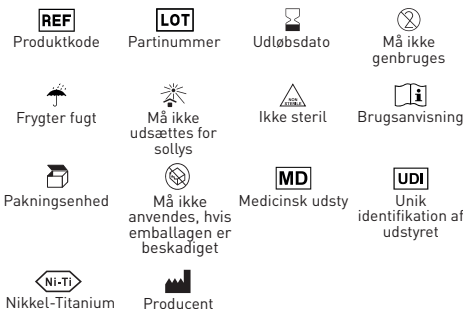 REF
LOT
2
Produktkode
Partinummer
Udløbsdato
Må ikke
genbruges
NON
STERILE
i
Frygter fugt
Må ikke
udsættes for
sollys
Ikke steril
Brugsanvisning
MD
UDI
Pakningsenhed
Må ikke
anvendes, hvis
emballagen er
beskadiget
Medicinsk udsty
Unik
identifikation af
udstyret
Ni-Ti
Nikkel-Titanium
Producent